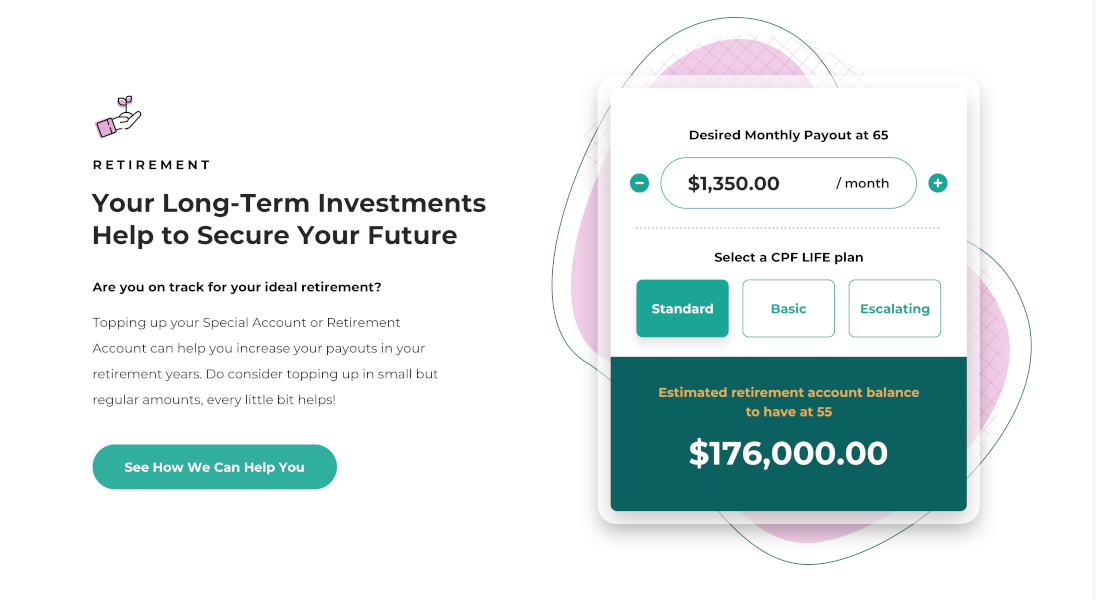 RETIREMENT
Your Long-Term Investments
Help to Secure Your Future
Are you on track for your ideal retirement?
Topping up your Special Account or Retirement
Account can help you increase your payouts in your
retirement years. Do consider topping up in small but
regular amounts, every little bit helps!
See How We Can Help You
Desired Monthly Payout at 65
− $1,350.00 / month +
Select a CPF LIFE plan
Standard Basic Escalating
Estimated retirement account balance
to have at 55
$176,000.00